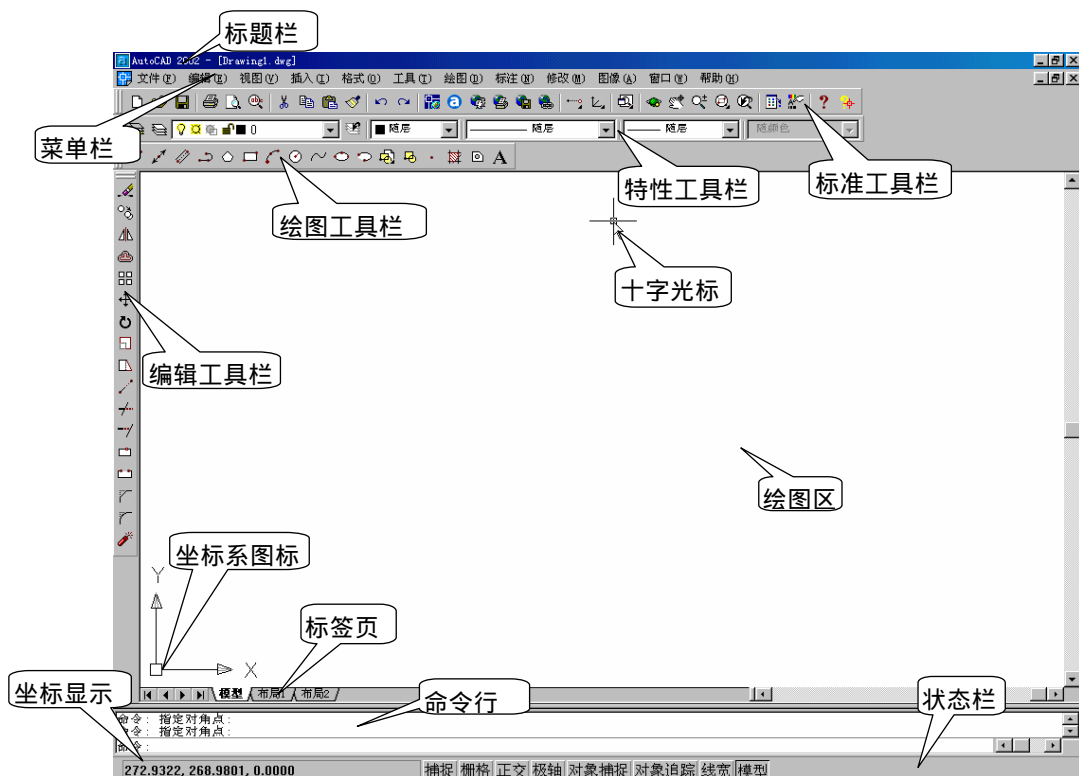 标题栏
AutoCAD 2002 - [Drawing1.dwg]
文件(F) 编辑(E) 视图(V) 插入(I) 格式(O) 工具(T) 绘图(D) 标注(N) 修改(M) 图像(A) 窗口(W) 帮助(H)
菜单栏
0 随层 随层 随层 随颜色
A
特性工具栏
标准工具栏
绘图工具栏
十字光标
编辑工具栏
绘图区
坐标系图标
Y
X
标签页
坐标显示
模型 布局1 布局2
命令行
状态栏
命令: 指定对角点:
命令: 指定对角点:
命令:
272.9322, 268.9801, 0.0000 捕捉 栅格 正交 极轴 对象捕捉 对象追踪 线宽 模型